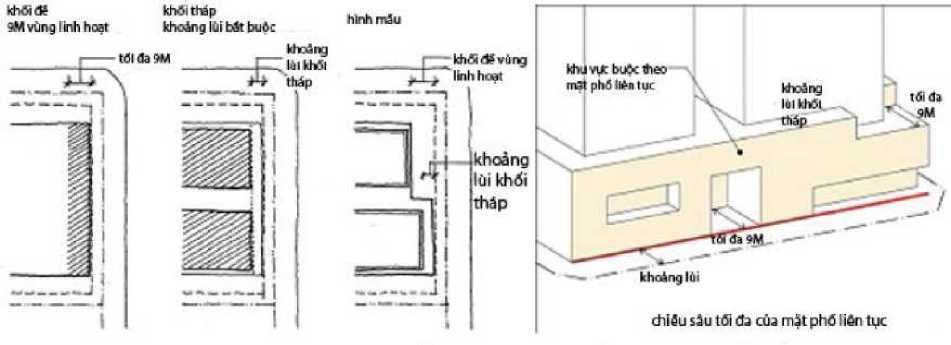 khối đế
9M vùng linh hoạt
tối đa 9M
khối tháp
khoảng lùi bắt buộc
khoảng
lùi khối
tháp
hình mẫu
khối đế vùng
linh hoạt
khoảng
lùi khối
tháp
khu vực buộc theo
mặt phố liên tục
khoảng
lùi khối
tháp
tối đa
9M
tối đa 9M
khoảng lùi
chiều sâu tối đa của mặt phố liên tục